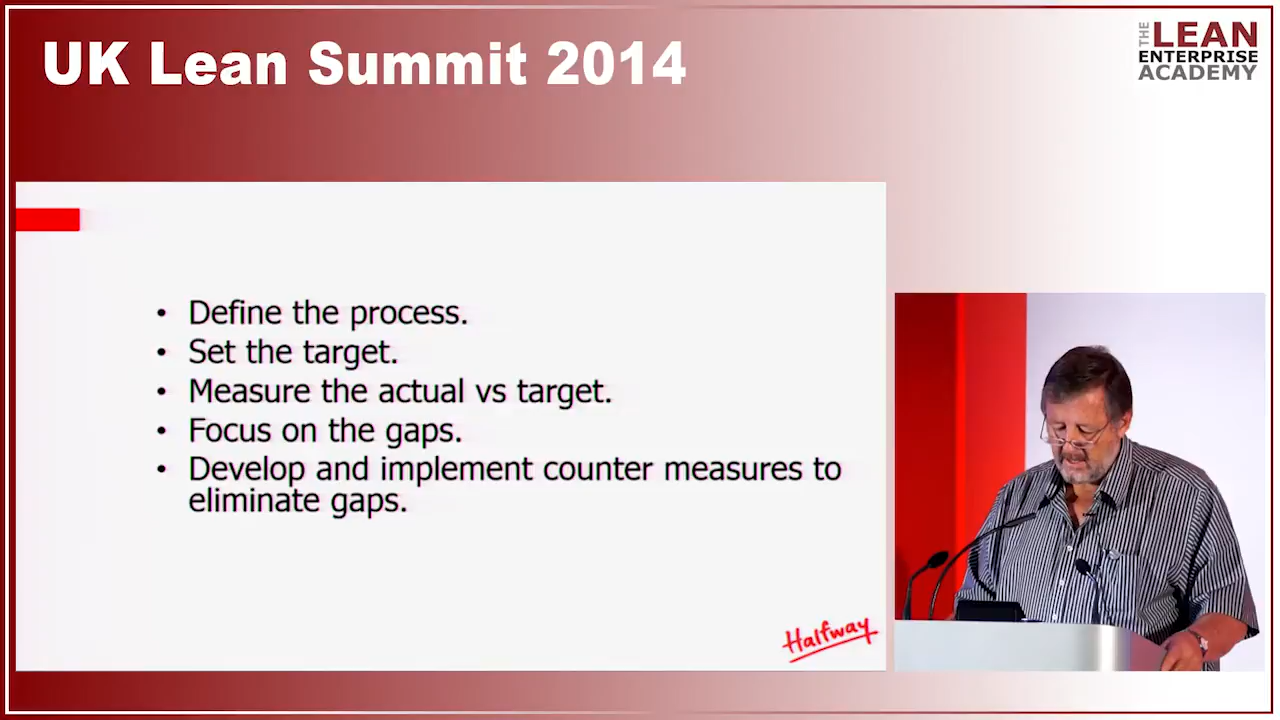 UK Lean Summit 2014
THE LEAN
ENTERPRISE
ACADEMY
• Define the process.
• Set the target.
• Measure the actual vs target.
• Focus on the gaps.
• Develop and implement counter measures to
eliminate gaps.
Halfway